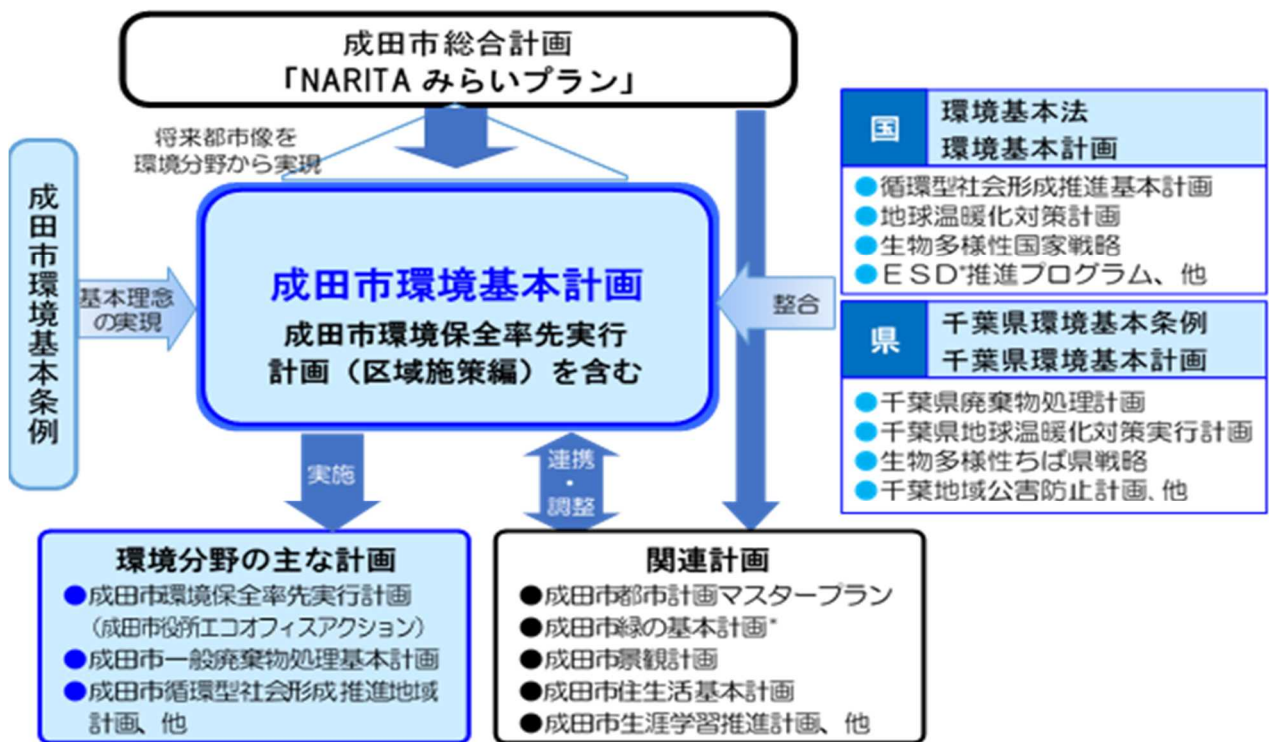 成田市総合計画
「NARITA みらいプラン」
将来都市像を
環境分野から実現
成田市環境基本条例
基本理念
の実現
成田市環境基本計画
成田市環境保全率先実行
計画（区域施策編）を含む
整合
国
環境基本法
環境基本計画
●循環型社会形成推進基本計画
●地球温暖化対策計画
●生物多様性国家戦略
●ＥＳＤ*推進プログラム、他
県
千葉県環境基本条例
千葉県環境基本計画
●千葉県廃棄物処理計画
●千葉県地球温暖化対策実行計画
●生物多様性ちば県戦略
●千葉地域公害防止計画、他
実施
連携
・
調整
環境分野の主な計画
●成田市環境保全率先実行計画
（成田市役所エコオフィスアクション）
●成田市一般廃棄物処理基本計画
●成田市循環型社会形成推進地域
計画、他
関連計画
●成田市都市計画マスタープラン
●成田市緑の基本計画*
●成田市景観計画
●成田市住生活基本計画
●成田市生涯学習推進計画、他